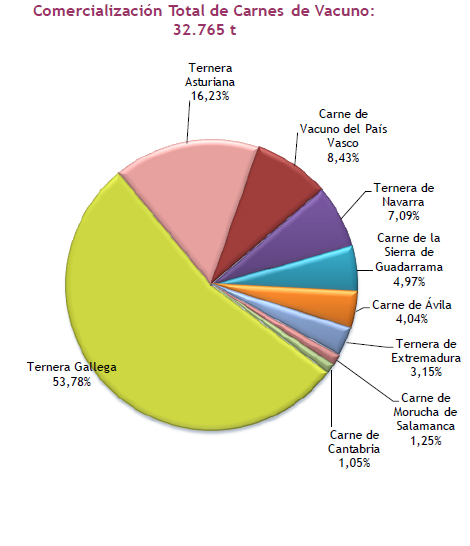 Comercialización Total de Carnes de Vacuno:
32.765 t
Ternera
Asturiana
16,23%
Carne de
Vacuno del País
Vasco
8,43%
Ternera de
Navarra
7,09%
Carne de la
Sierra de
Guadarrama
4,97%
Carne de Ávila
4,04%
Ternera de
Extremadura
3,15%
Carne de
Morucha de
Salamanca
1,25%
Carne de
Cantabria
1,05%
Ternera Gallega
53,78%